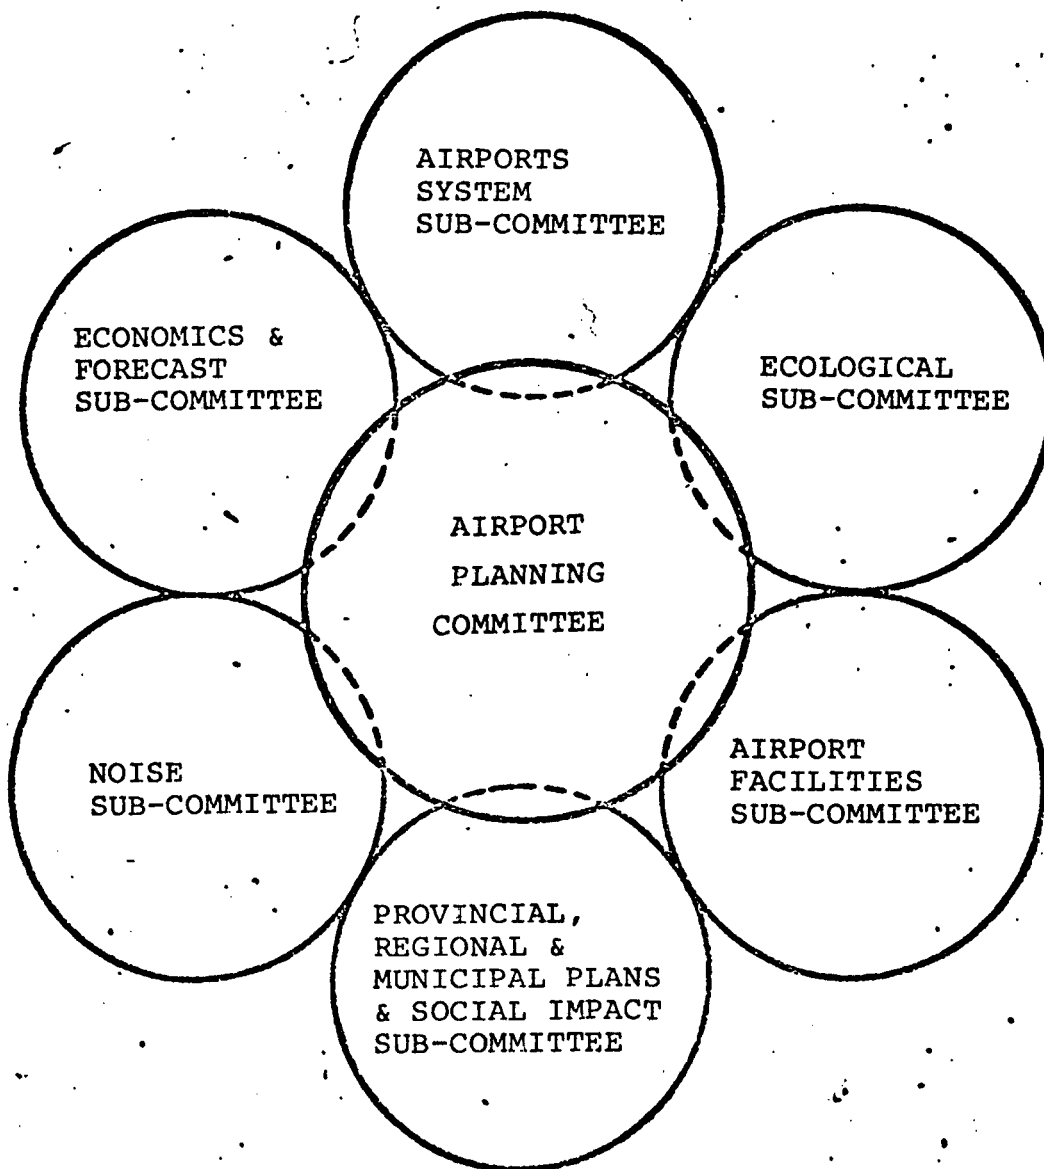 AIRPORTS
SYSTEM
SUB-COMMITTEE
ECONOMICS &
FORECAST
SUB-COMMITTEE
ECOLOGICAL
SUB-COMMITTEE
AIRPORT
PLANNING
COMMITTEE
NOISE
SUB-COMMITTEE
AIRPORT
FACILITIES
SUB-COMMITTEE
PROVINCIAL,
REGIONAL &
MUNICIPAL PLANS
& SOCIAL IMPACT
SUB-COMMITTEE